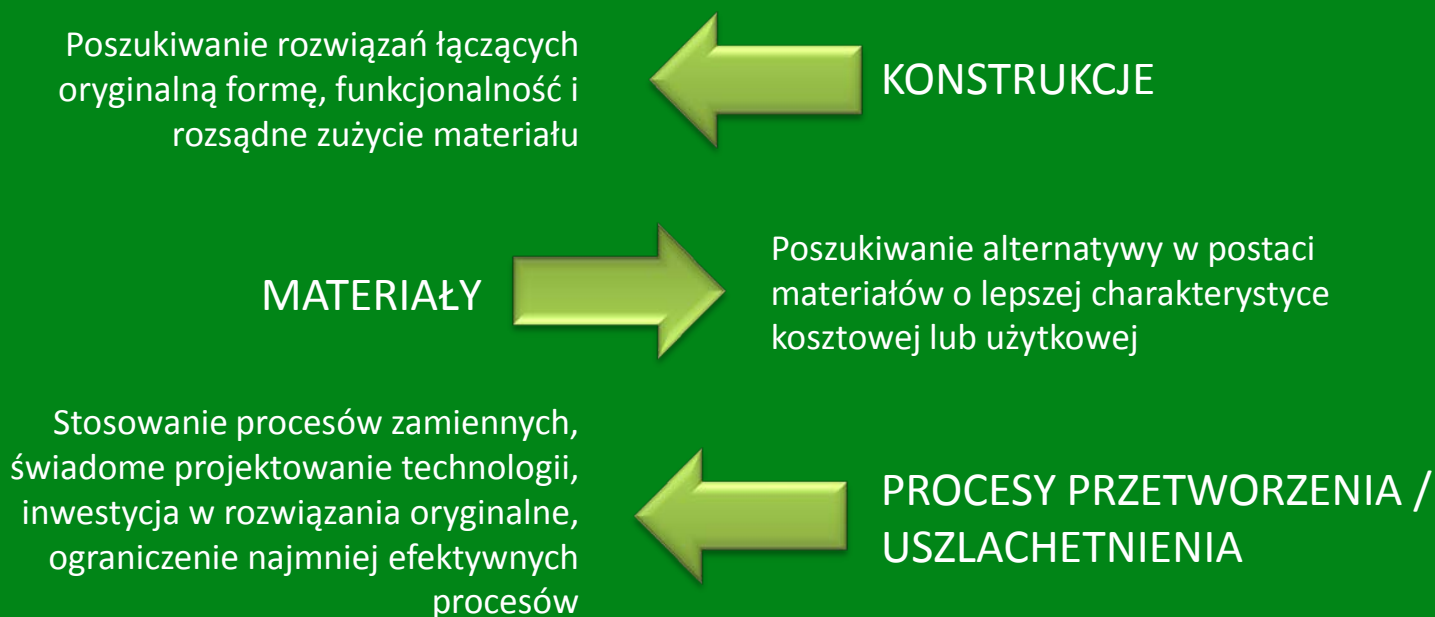 Poszukiwanie rozwiązań łączących
oryginalną formę, funkcjonalność i
rozsądne zużycie materiału
KONSTRUKCJE
MATERIAŁY
Poszukiwanie alternatywy w postaci
materiałów o lepszej charakterystyce
kosztowej lub użytkowej
Stosowanie procesów zamiennych,
świadome projektowanie technologii,
inwestycja w rozwiązania oryginalne,
ograniczenie najmniej efektywnych
procesów
PROCESY PRZETWORZENIA /
USZLACHETNIENIA